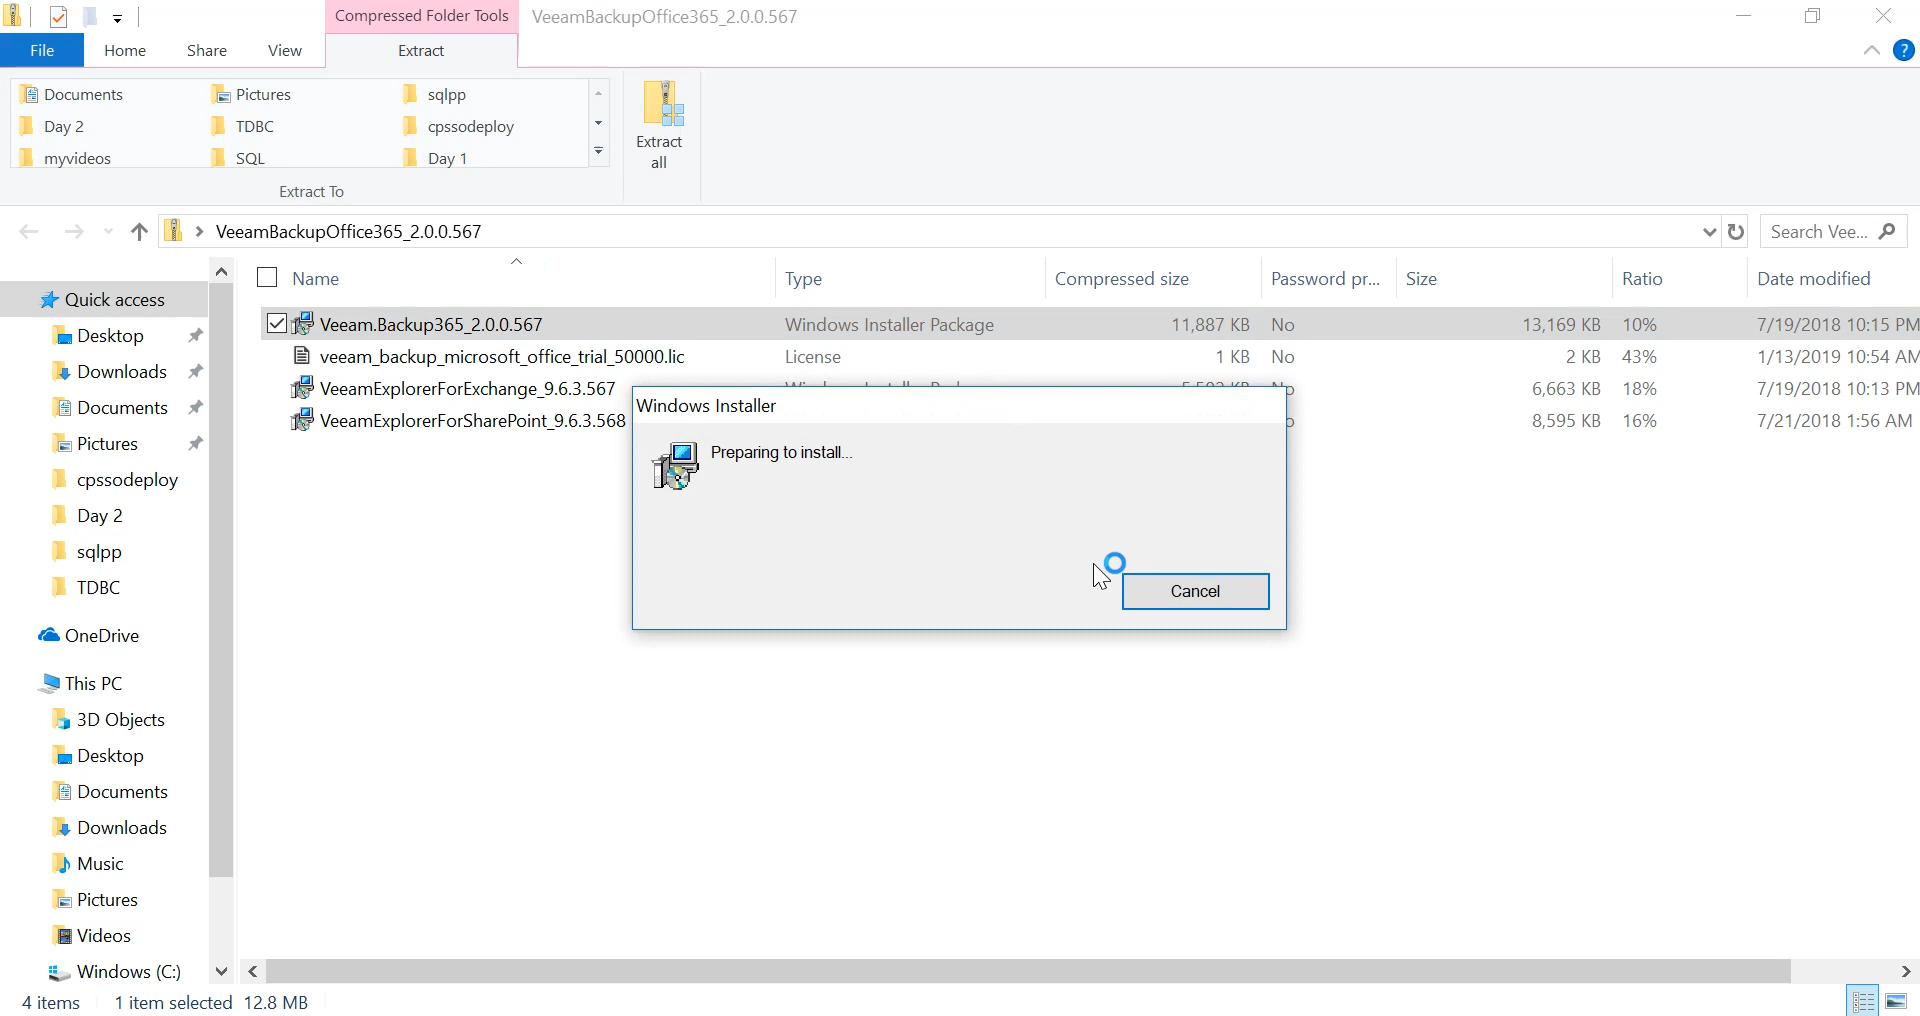 Compressed Folder Tools VeeamBackupOffice365_2.0.0.567
File Home Share View Extract ?
Documents Pictures sqlpp
Day 2 TDBC cpssodeploy
myvideos SQL Day 1
Extract all
Extract To
VeeamBackupOffice365_2.0.0.567 Search Vee...
Name Type Compressed size Password pr... Size Ratio Date modified
Veeam.Backup365_2.0.0.567 Windows Installer Package 11,887 KB No 13,169 KB 10% 7/19/2018 10:15 PM
veeam_backup_microsoft_office_trial_50000.lic License 1 KB No 2 KB 43% 1/13/2019 10:54 AM
VeeamExplorerForExchange_9.6.3.567 6,663 KB 18% 7/19/2018 10:13 PM
VeeamExplorerForSharePoint_9.6.3.568 8,595 KB 16% 7/21/2018 1:56 AM
Quick access
Desktop
Downloads
Documents
Pictures
cpssodeploy
Day 2
sqlpp
TDBC
OneDrive
This PC
3D Objects
Desktop
Documents
Downloads
Music
Pictures
Videos
Windows (C:)
Windows Installer
Preparing to install...
Cancel
4 items 1 item selected 12.8 MB